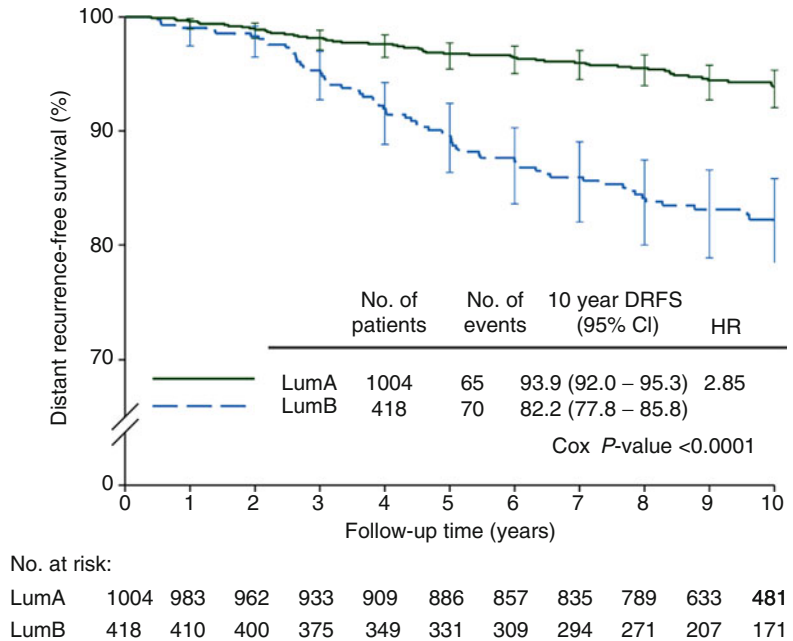 100
90
80
70
0
Distant recurrence-free survival (%)
No. of patients No. of events 10 year DRFS (95% CI) HR
LumA 1004 65 93.9 (92.0 – 95.3) 2.85
LumB 418 70 82.2 (77.8 – 85.8)
Cox P-value <0.0001
0 1 2 3 4 5 6 7 8 9 10
Follow-up time (years)
No. at risk:
LumA 1004 983 962 933 909 886 857 835 789 633 481
LumB 418 410 400 375 349 331 309 294 271 207 171